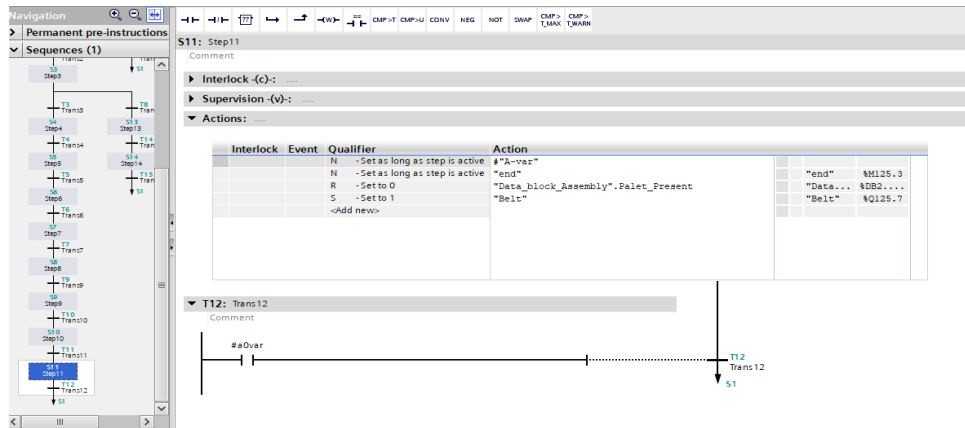 Navigation
Permanent pre-instructions
Sequences (1)
Trans2
S3
Step3
S1
T3
Trans3
T8
Tran
S4
Step4
S13
Step13
T4
Trans4
T14
Tran
S5
Step5
S14
Step14
T5
Trans5
T15
Tran
S6
Step6
S1
T6
Trans6
S7
Step7
T7
Trans7
S8
Step8
T9
Trans9
S9
Step9
T10
Trans10
S10
Step10
T11
Trans11
S11
Step11
T12
Trans12
S1
-(W)- == CMP>T CMP>U CONV NEG NOT SWAP CMP> T_MAX CMP> T_WARN
S11: Step11
Comment
Interlock -(c)-: .....
Supervision -(v)-: .....
Actions: .....
Interlock Event Qualifier Action
N - Set as long as step is active #"A-var"
N - Set as long as step is active "end" "end" %M125.3
R - Set to 0 "Data_block_Assembly".Palet_Present "Data... %DB2....
S - Set to 1 "Belt" "Belt" %Q125.7
<Add new>
T12: Trans12
Comment
#a0var
T12
Trans12
S1